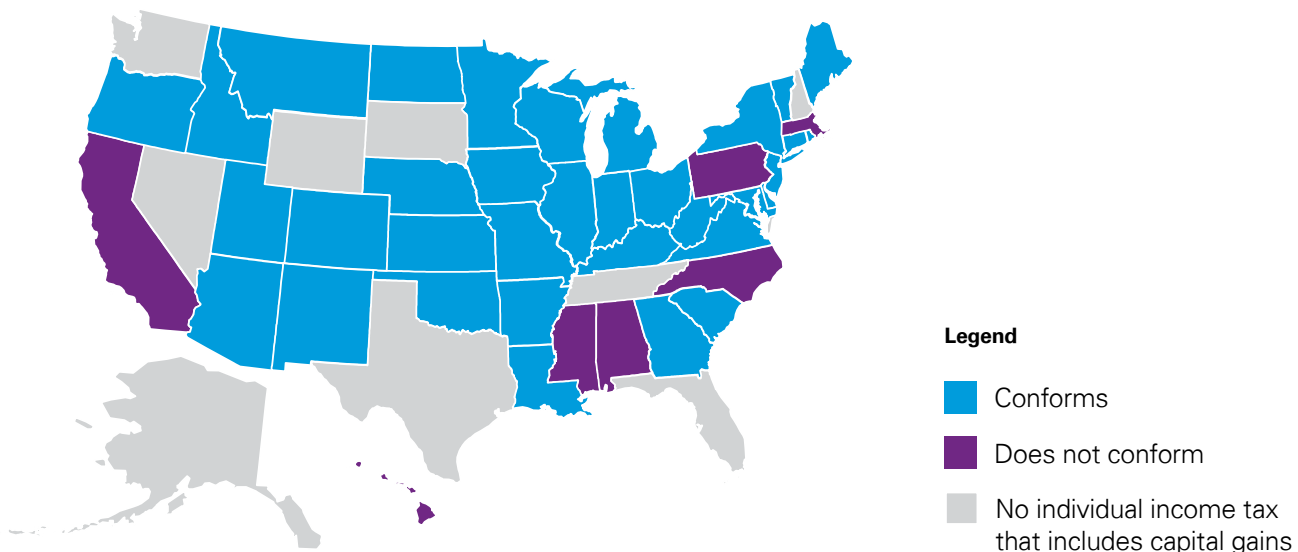 Legend
Conforms
Does not conform
No individual income tax
that includes capital gains